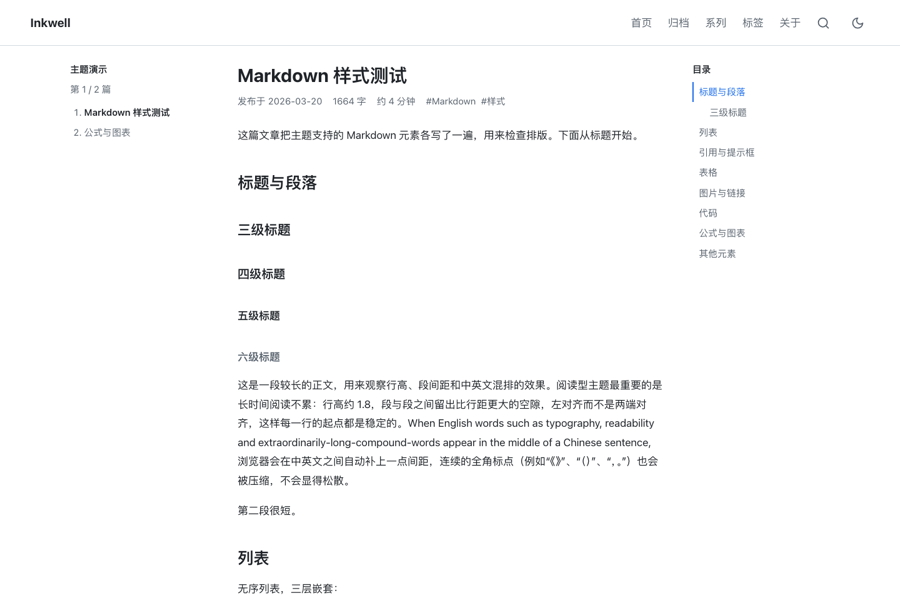 Inkwell
首页 归档 系列 标签 关于
主题演示
第 1 / 2 篇
1. Markdown 样式测试
2. 公式与图表
Markdown 样式测试
发布于 2026-03-20 1664 字 约 4 分钟 #Markdown #样式
这篇文章把主题支持的 Markdown 元素各写了一遍，用来检查排版。下面从标题开始。
标题与段落
三级标题
四级标题
五级标题
六级标题
这是一段较长的正文，用来观察行高、段间距和中英文混排的效果。阅读型主题最重要的是
长时间阅读不累：行高约 1.8，段与段之间留出比行距更大的空隙，左对齐而不是两端对
齐，这样每一行的起点都是稳定的。When English words such as typography, readability
and extraordinarily-long-compound-words appear in the middle of a Chinese sentence,
浏览器会在中英文之间自动补上一点间距，连续的全角标点（例如“《》”、“（）”、“，。”）也会
被压缩，不会显得松散。
第二段很短。
列表
无序列表，三层嵌套：
目录
标题与段落
三级标题
列表
引用与提示框
表格
图片与链接
代码
公式与图表
其他元素